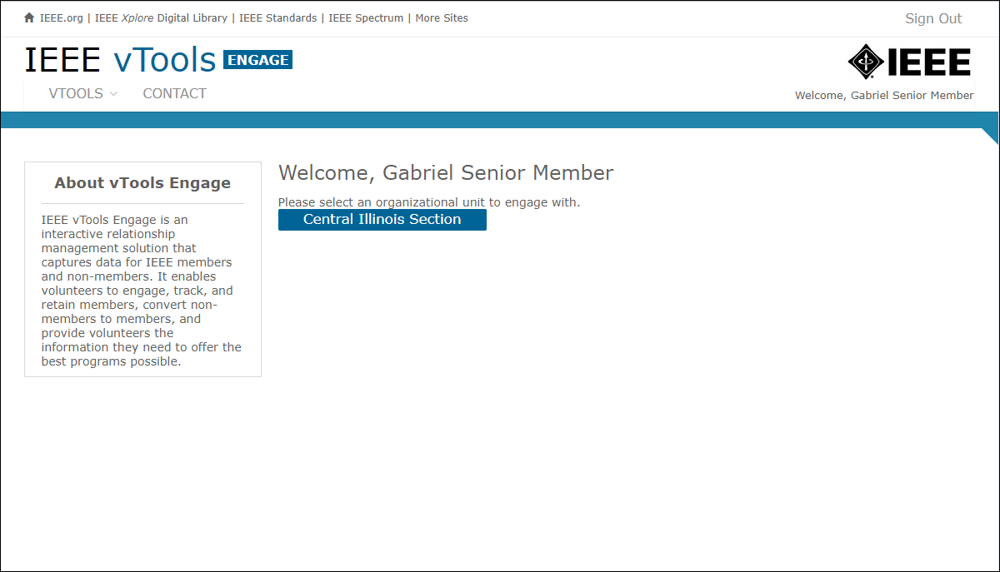 IEEE.org | IEEE Xplore Digital Library | IEEE Standards | IEEE Spectrum | More Sites
Sign Out
IEEE vTools ENGAGE
IEEE
VTOOLS
CONTACT
Welcome, Gabriel Senior Member
About vTools Engage
IEEE vTools Engage is an
interactive relationship
management solution that
captures data for IEEE members
and non-members. It enables
volunteers to engage, track, and
retain members, convert non-
members to members, and
provide volunteers the
information they need to offer the
best programs possible.
Welcome, Gabriel Senior Member
Please select an organizational unit to engage with.
Central Illinois Section